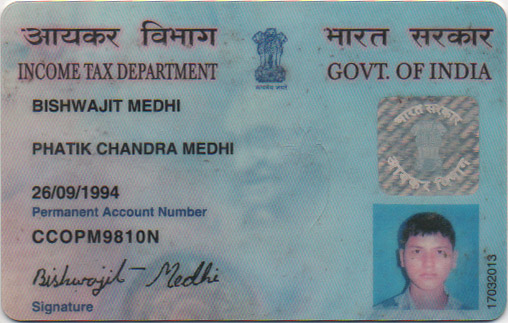 आयकर विभाग
भारत सरकार
INCOME TAX DEPARTMENT
GOVT. OF INDIA
BISHWAJIT MEDHI
PHATIK CHANDRA MEDHI
26/09/1994
Permanent Account Number
CCOPM9810N
Bishwajit Medhi
Signature
भारत सरकार
आयकर विभाग
17032013